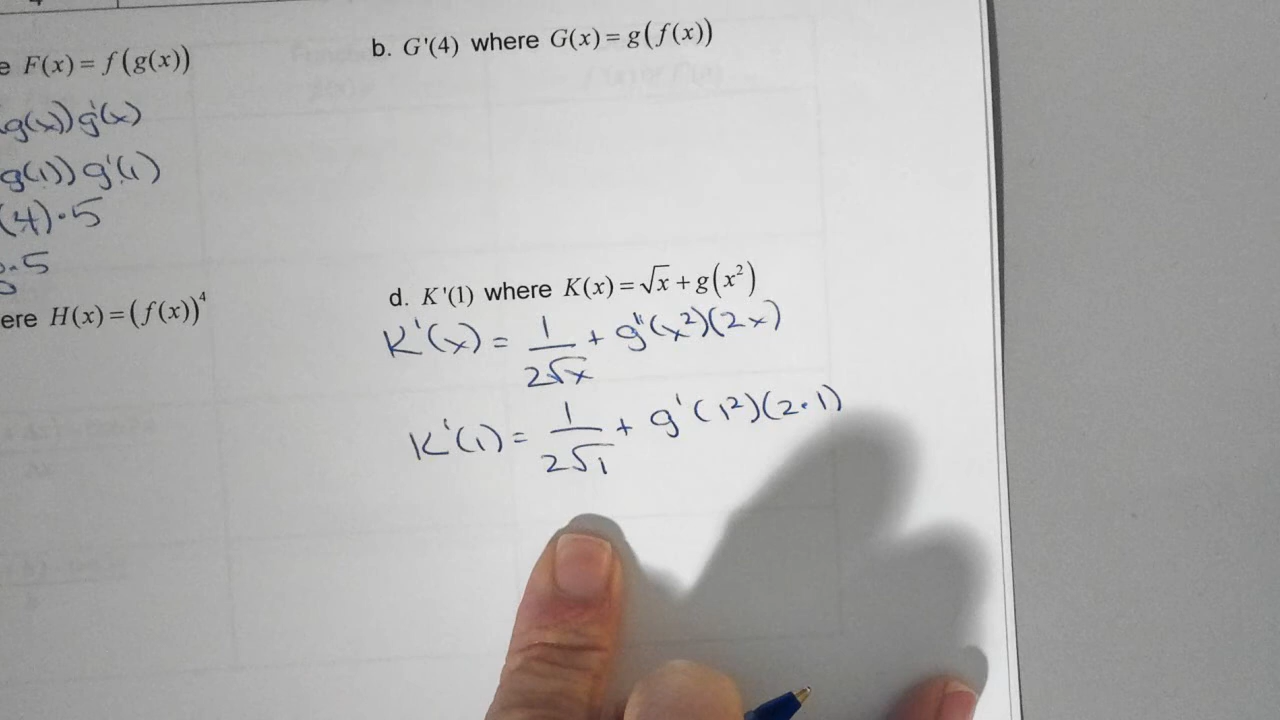 e F(x) = f(g(x))
g(x)) g'(x)
g(1)) g'(1)
(4)·5
·5
ere H(x) = (f(x))⁴
b. G'(4) where G(x) = g(f(x))
d. K'(1) where K(x) = √x + g(x²)
K'(x) = 1/(2√x) + g'(x²)(2x)
K'(1) = 1/(2√1) + g'(1²)(2·1)